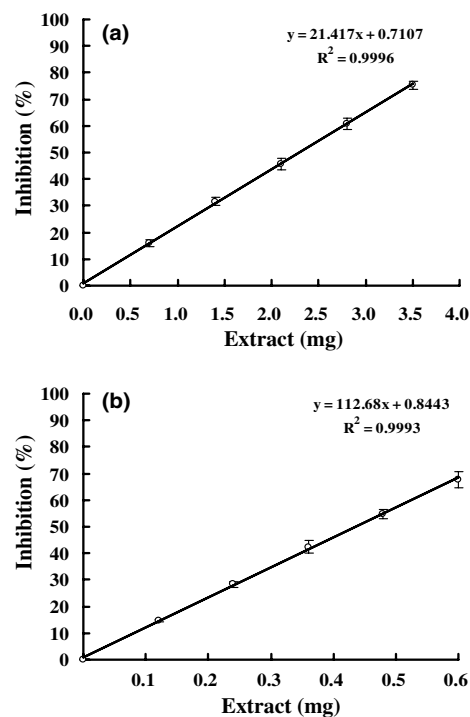 (a)
y = 21.417x + 0.7107
R² = 0.9996
Inhibition (%)
100
90
80
70
60
50
40
30
20
10
0
0.0 0.5 1.0 1.5 2.0 2.5 3.0 3.5 4.0
Extract (mg)
(b)
y = 112.68x + 0.8443
R² = 0.9993
Inhibition (%)
100
90
80
70
60
50
40
30
20
10
0
0.1 0.2 0.3 0.4 0.5 0.6
Extract (mg)